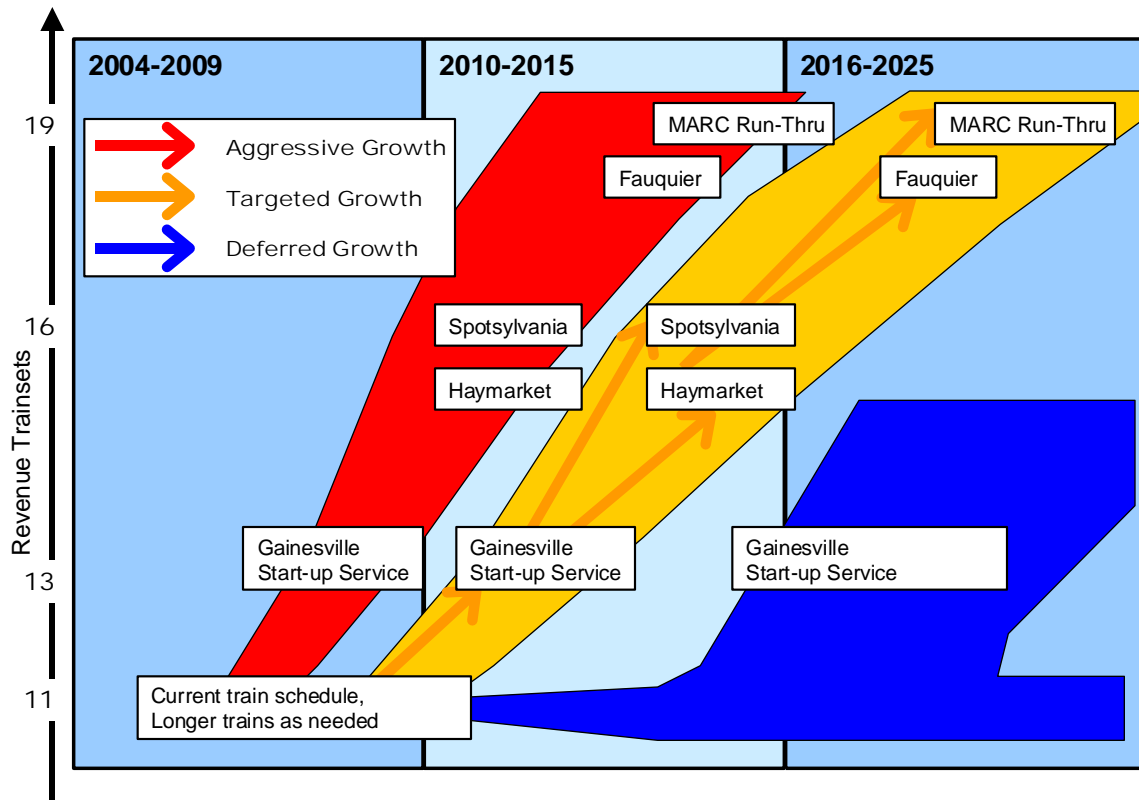 2004-2009
2010-2015
2016-2025
19
16
13
11
Revenue Trainsets
Aggressive Growth
Targeted Growth
Deferred Growth
MARC Run-Thru
MARC Run-Thru
Fauquier
Fauquier
Spotsylvania
Spotsylvania
Haymarket
Haymarket
Gainesville
Start-up Service
Gainesville
Start-up Service
Gainesville
Start-up Service
Current train schedule,
Longer trains as needed